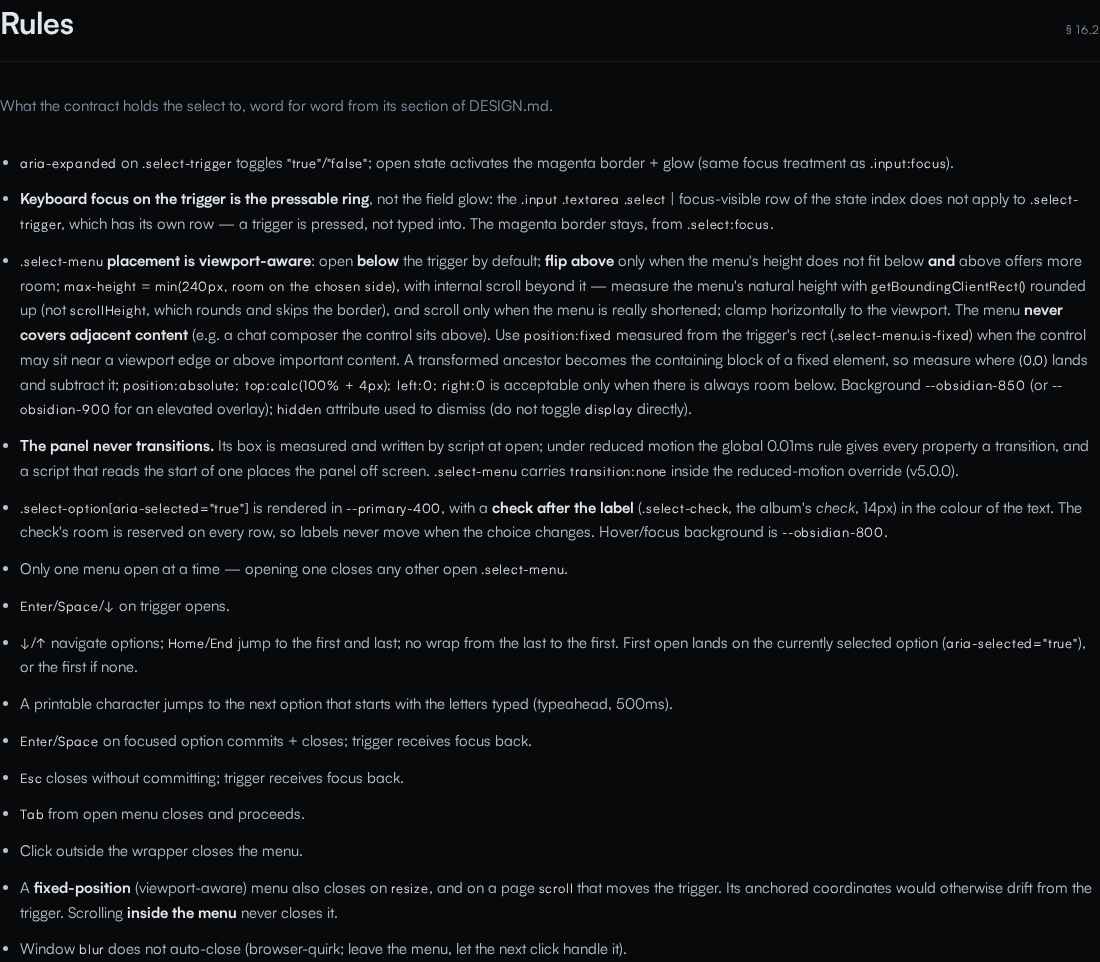 Rules
§ 16.2
What the contract holds the select to, word for word from its section of DESIGN.md.
• aria-expanded on .select-trigger toggles "true"/"false"; open state activates the magenta border + glow (same focus treatment as .input:focus).
• Keyboard focus on the trigger is the pressable ring, not the field glow: the .input .textarea .select | focus-visible row of the state index does not apply to .select-
trigger, which has its own row — a trigger is pressed, not typed into. The magenta border stays, from .select:focus.
• .select-menu placement is viewport-aware: open below the trigger by default; flip above only when the menu's height does not fit below and above offers more
room; max-height = min(240px, room on the chosen side), with internal scroll beyond it — measure the menu's natural height with getBoundingClientRect() rounded
up (not scrollHeight, which rounds and skips the border), and scroll only when the menu is really shortened; clamp horizontally to the viewport. The menu never
covers adjacent content (e.g. a chat composer the control sits above). Use position:fixed measured from the trigger's rect (.select-menu.is-fixed) when the control
may sit near a viewport edge or above important content. A transformed ancestor becomes the containing block of a fixed element, so measure where (0,0) lands
and subtract it; position:absolute; top:calc(100% + 4px); left:0; right:0 is acceptable only when there is always room below. Background --obsidian-850 (or --
obsidian-900 for an elevated overlay); hidden attribute used to dismiss (do not toggle display directly).
• The panel never transitions. Its box is measured and written by script at open; under reduced motion the global 0.01ms rule gives every property a transition, and
a script that reads the start of one places the panel off screen. .select-menu carries transition:none inside the reduced-motion override (v5.0.0).
• .select-option[aria-selected="true"] is rendered in --primary-400, with a check after the label (.select-check, the album's check, 14px) in the colour of the text. The
check's room is reserved on every row, so labels never move when the choice changes. Hover/focus background is --obsidian-800.
• Only one menu open at a time — opening one closes any other open .select-menu.
• Enter/Space/↓ on trigger opens.
• ↓/↑ navigate options; Home/End jump to the first and last; no wrap from the last to the first. First open lands on the currently selected option (aria-selected="true"),
or the first if none.
• A printable character jumps to the next option that starts with the letters typed (typeahead, 500ms).
• Enter/Space on focused option commits + closes; trigger receives focus back.
• Esc closes without committing; trigger receives focus back.
• Tab from open menu closes and proceeds.
• Click outside the wrapper closes the menu.
• A fixed-position (viewport-aware) menu also closes on resize, and on a page scroll that moves the trigger. Its anchored coordinates would otherwise drift from the
trigger. Scrolling inside the menu never closes it.
• Window blur does not auto-close (browser-quirk; leave the menu, let the next click handle it).